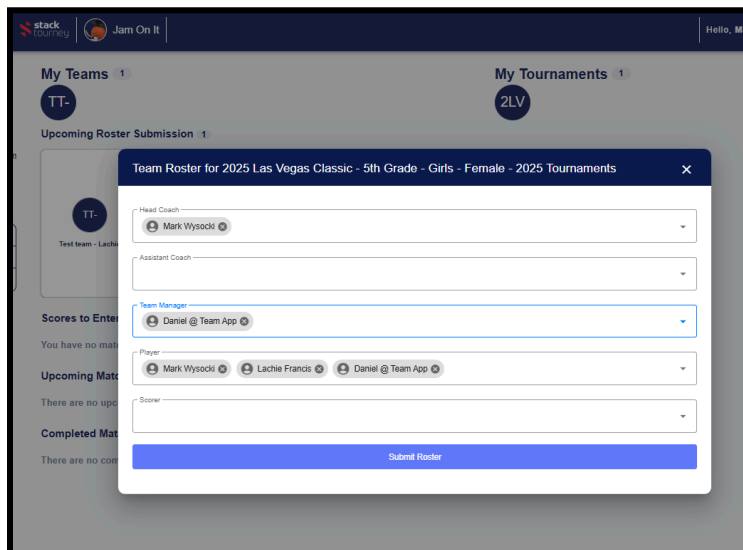 stack
tourney
Jam On It
Hello,
My Teams 1
My Tournaments 1
TT-
2LV
Upcoming Roster Submission 1
Team Roster for 2025 Las Vegas Classic - 5th Grade - Girls - Female - 2025 Tournaments
TT-
Test team - Lachi
Head Coach
Mark Wysocki
Assistant Coach
Team Manager
Daniel @ Team App
Player
Mark Wysocki Lachie Francis Daniel @ Team App
Scorer
Submit Roster
Scores to Enter
You have no mat
Upcoming Matc
There are no upc
Completed Mat
There are no con